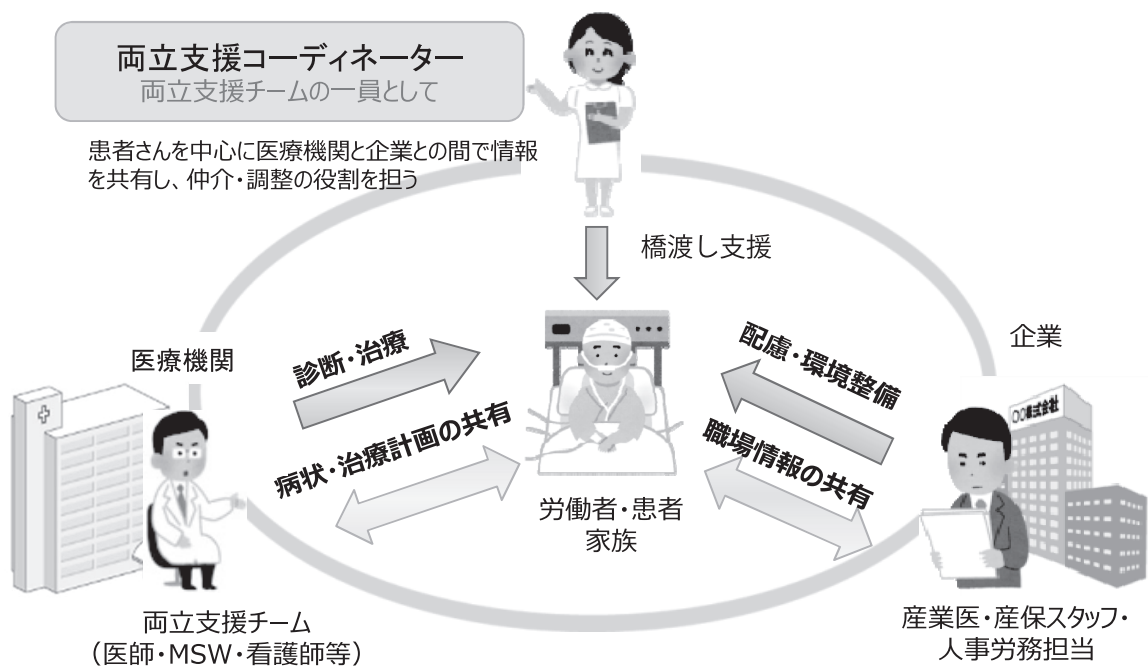 両立支援コーディネーター
両立支援チームの一員として
患者さんを中心に医療機関と企業との間で情報
を共有し、仲介・調整の役割を担う
橋渡し支援
医療機関
診断・治療
病状・治療計画の共有
配慮・環境整備
職場情報の共有
企業
〇〇株式会社
労働者・患者
家族
両立支援チーム
（医師・MSW・看護師等）
産業医・産保スタッフ・
人事労務担当